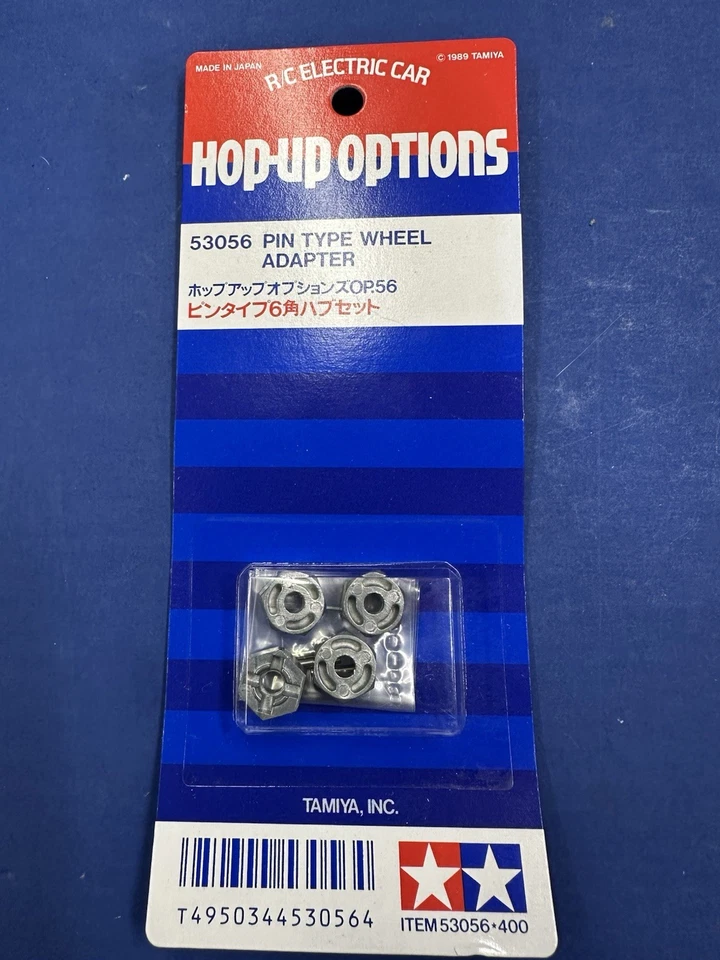 MADE IN JAPAN
© 1989 TAMIYA
R/C ELECTRIC CAR
HOP-UP OPTIONS
53056 PIN TYPE WHEEL
ADAPTER
ホップアップオプションズOP.56
ピンタイプ6角ハブセット
TAMIYA, INC.
T4950344530564
ITEM 53056*400